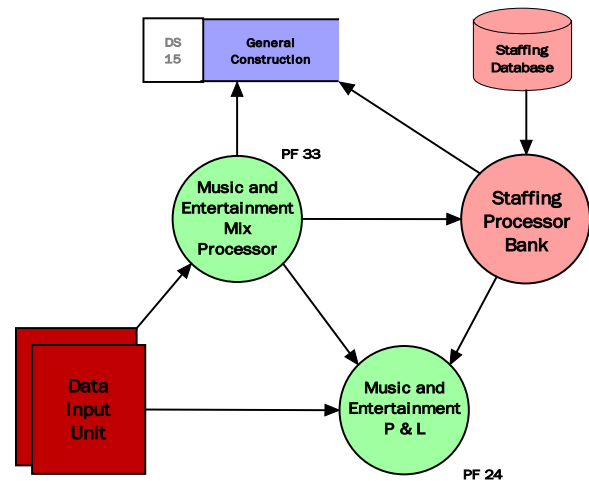 DS
15
General
Construction
Staffing
Database
PF 33
Music and
Entertainment
Mix
Processor
Staffing
Processor
Bank
Data
Input
Unit
Music and
Entertainment
P & L
PF 24